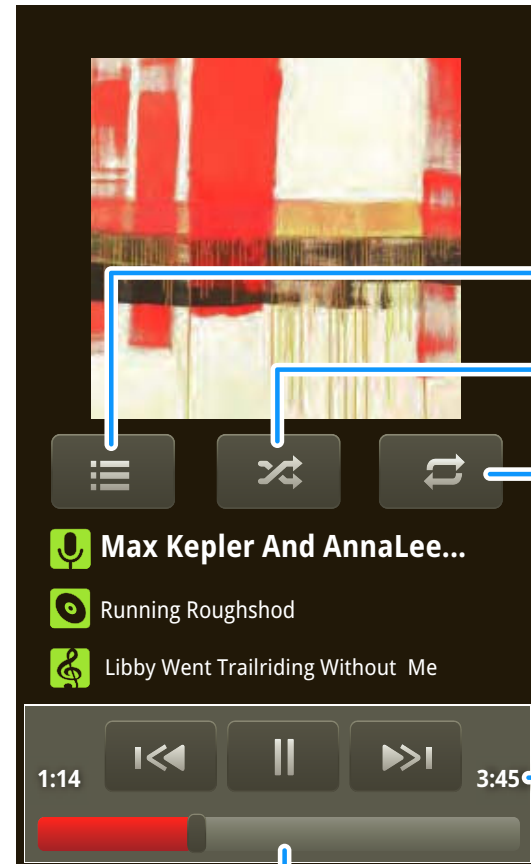 Max Kepler And AnnaLee...
Running Roughshod
Libby Went Trailriding Without Me
1:14
3:45